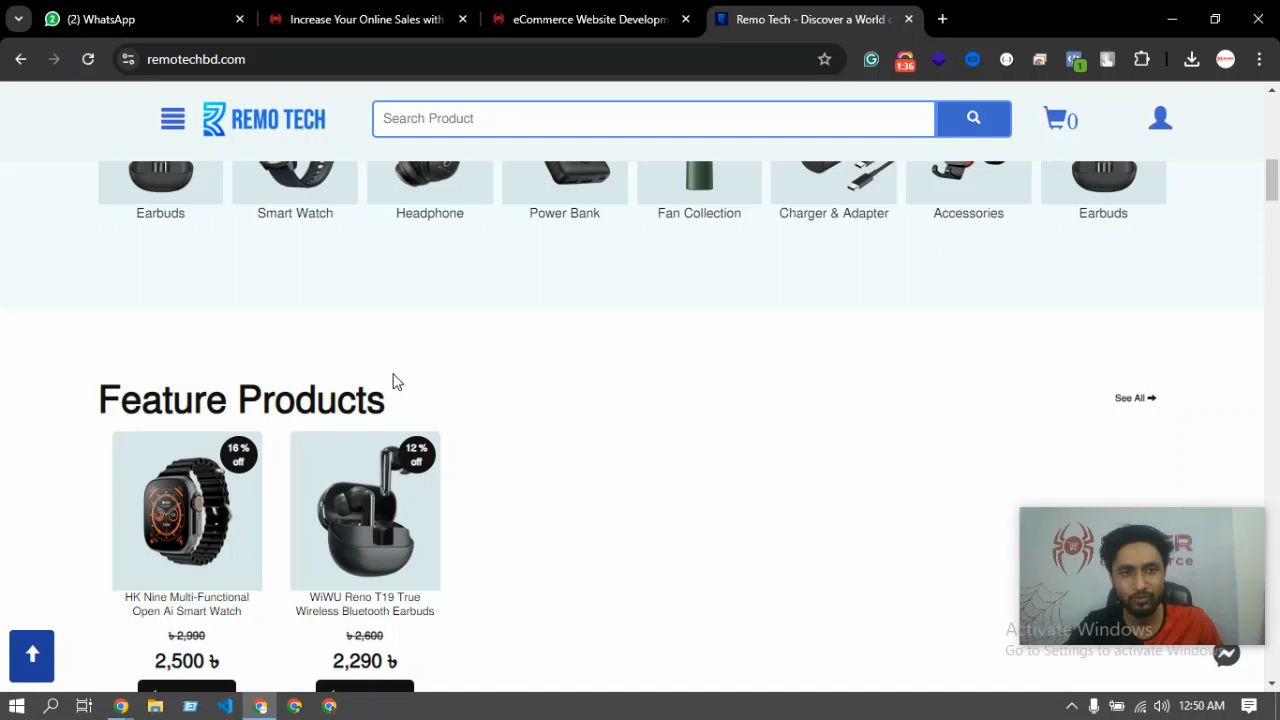 (2) WhatsApp
Increase Your Online Sales with
eCommerce Website Developm
Remo Tech - Discover a World o
remotechbd.com
1:36
1
REMO TECH
Search Product
0
Earbuds
Smart Watch
Headphone
Power Bank
Fan Collection
Charger & Adapter
Accessories
Earbuds
Feature Products
See All
16 %
off
12 %
off
HK Nine Multi-Functional
Open Ai Smart Watch
WiWU Reno T19 True
Wireless Bluetooth Earbuds
৳ 2,990
৳ 2,600
2,500 ৳
2,290 ৳
Activate Windows
Go to Settings to activate Windows.
12:50 AM